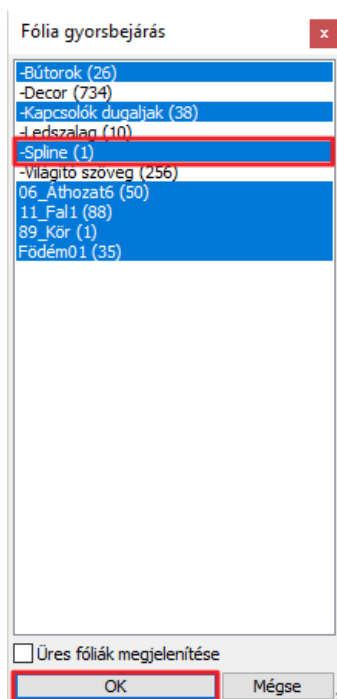 Fólia gyorsbejárás
x
-Bútorok (26)
-Decor (734)
-Kapcsolók dugaljak (38)
-Ledszalag (10)
-Spline (1)
-Világító szöveg (256)
06_Áthozat6 (50)
11_Fal1 (88)
89_Kör (1)
Födém01 (35)
Üres fóliák megjelenítése
OK
Mégse